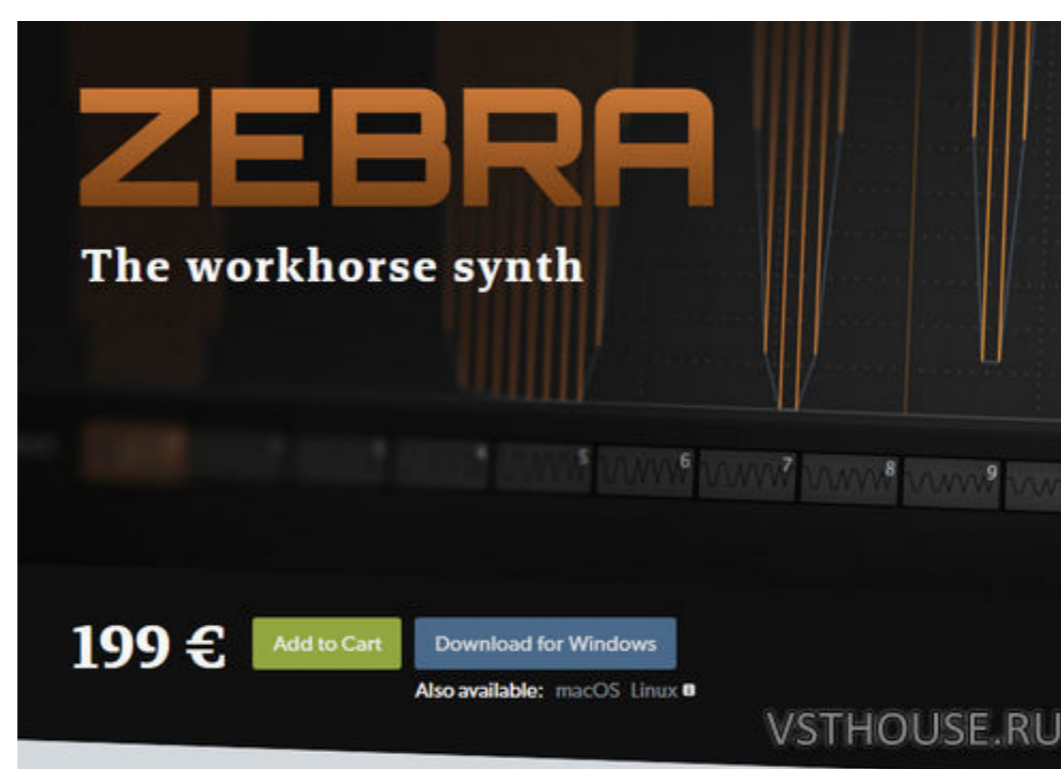 ZEBRA
The workhorse synth
4
5
6
7
8
9
199 €
Add to Cart
Download for Windows
Also available: macOS Linux
VSTHOUSE.RU